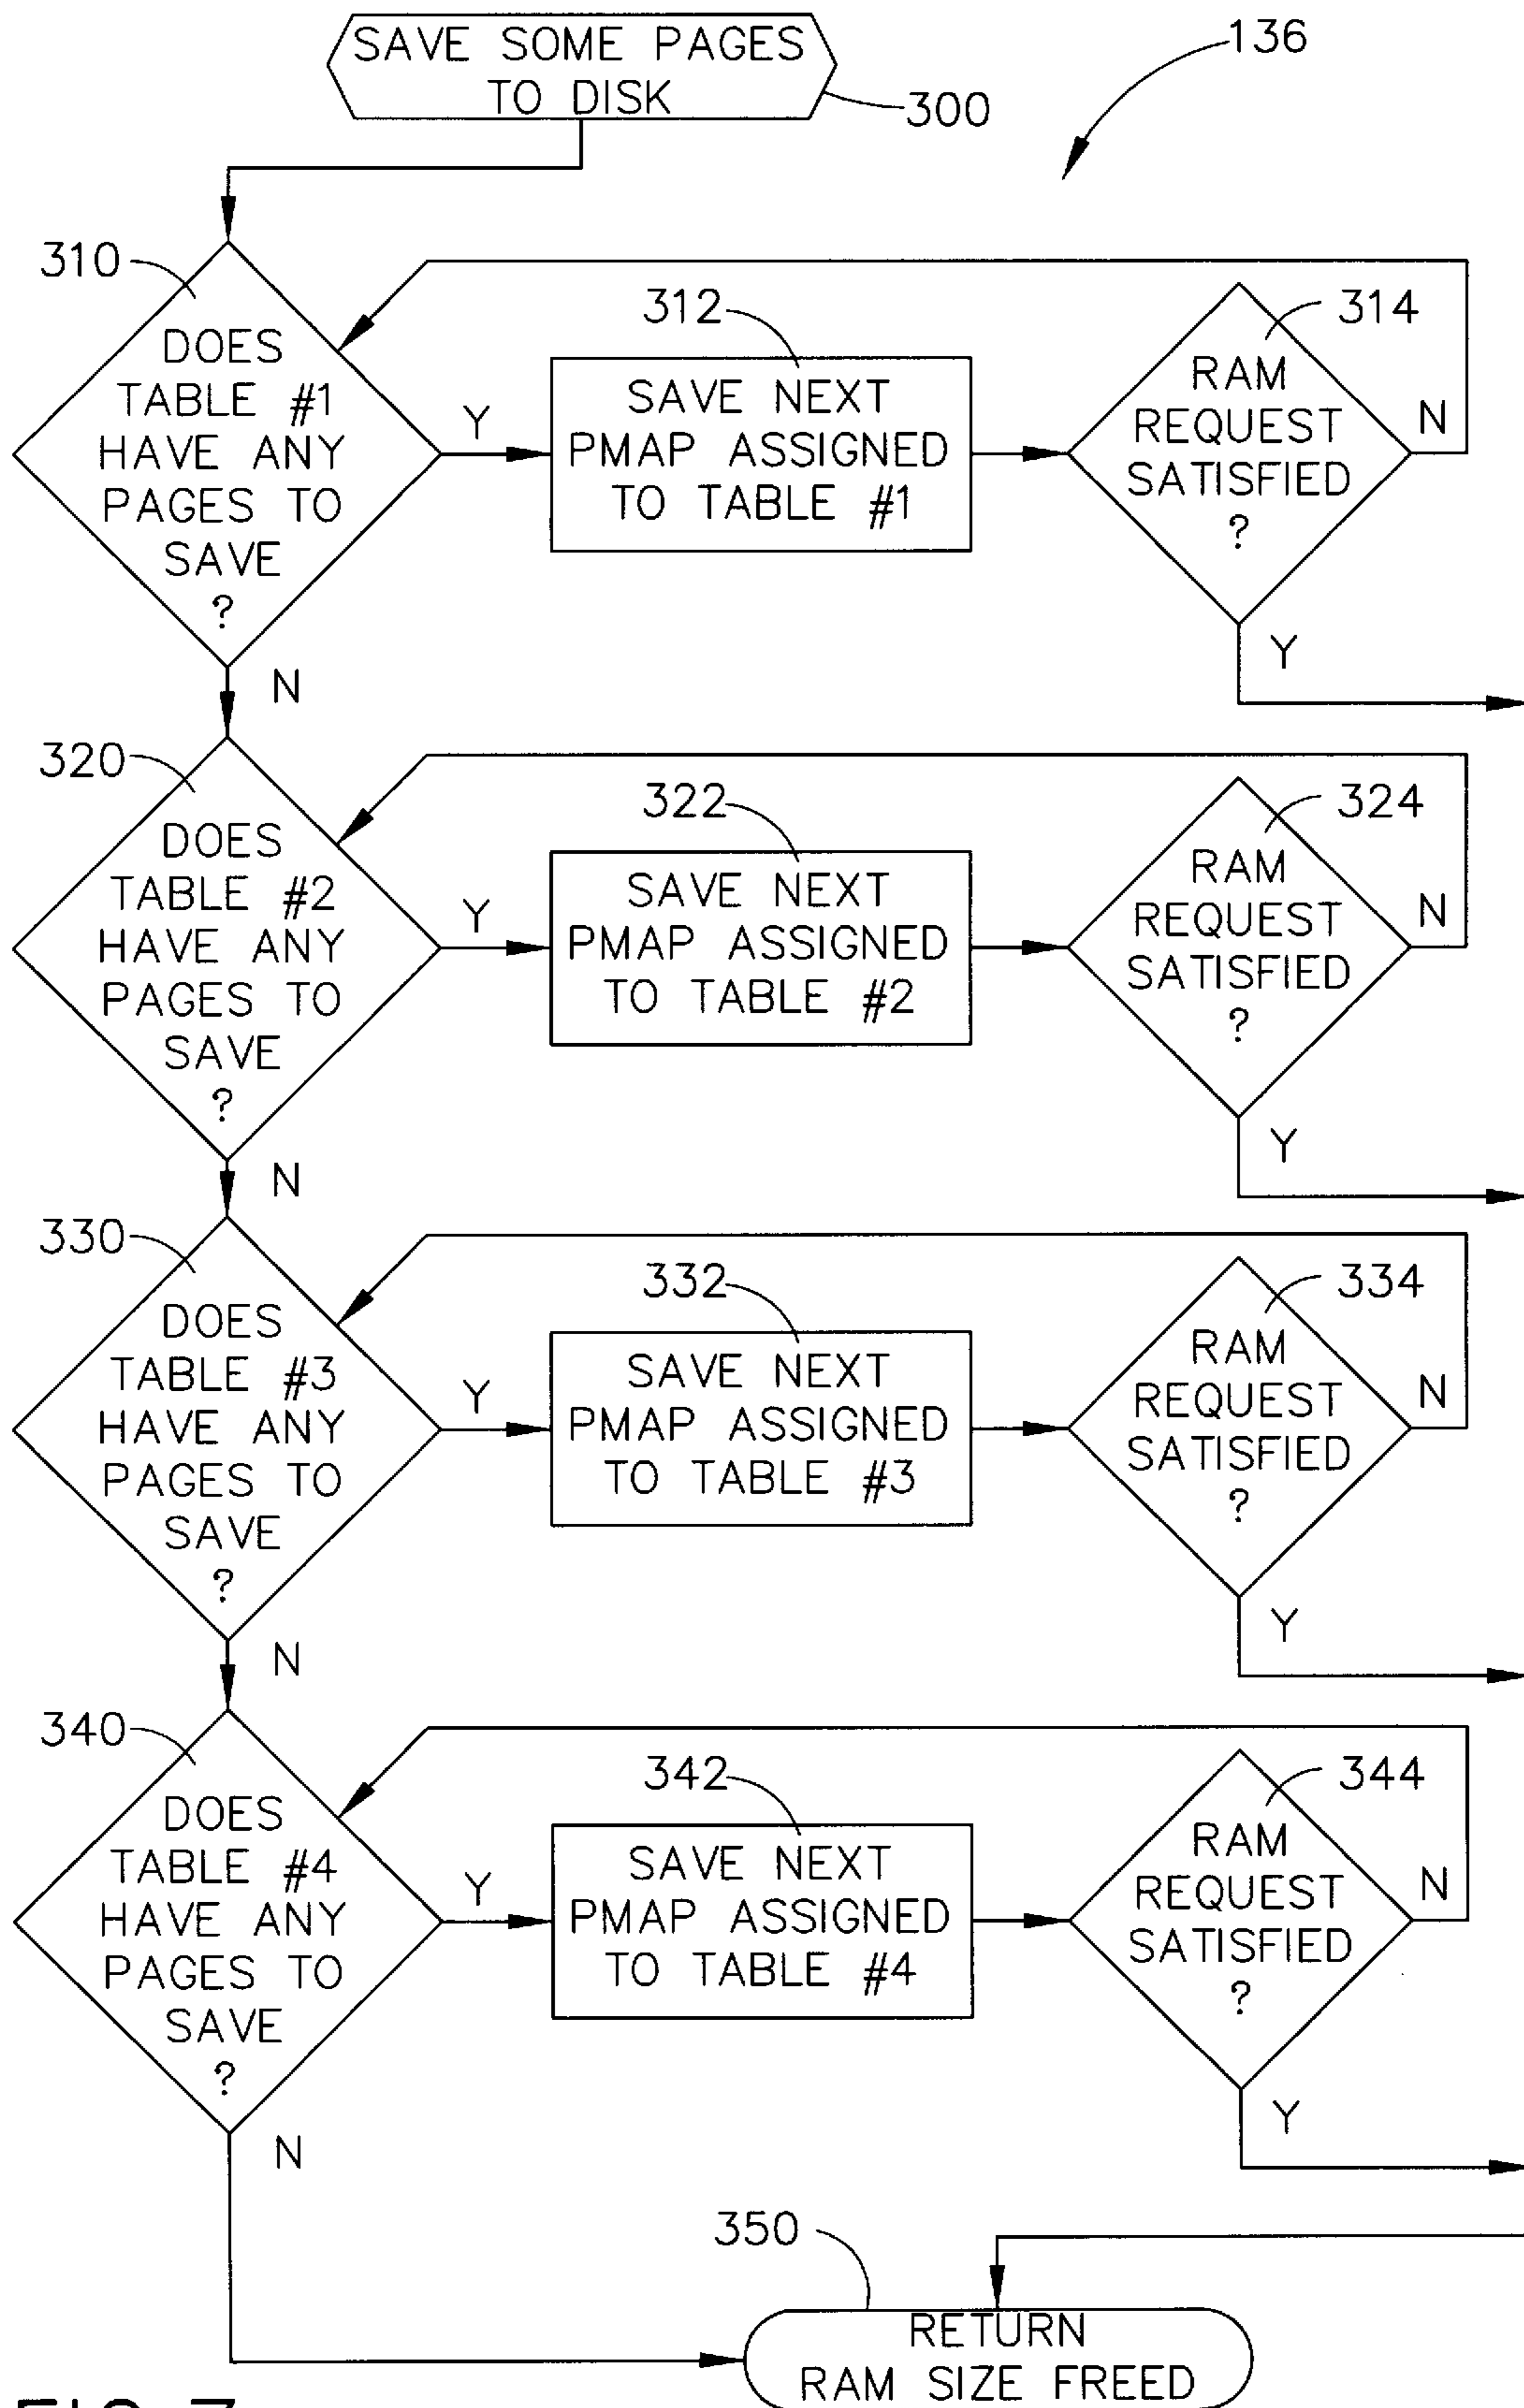 SAVE SOME PAGES
TO DISK
300
136
310
DOES
TABLE #1
HAVE ANY
PAGES TO
SAVE
?
Y
N
312
SAVE NEXT
PMAP ASSIGNED
TO TABLE #1
314
RAM
REQUEST
SATISFIED
?
N
Y
320
DOES
TABLE #2
HAVE ANY
PAGES TO
SAVE
?
Y
N
322
SAVE NEXT
PMAP ASSIGNED
TO TABLE #2
324
RAM
REQUEST
SATISFIED
?
N
Y
330
DOES
TABLE #3
HAVE ANY
PAGES TO
SAVE
?
Y
N
332
SAVE NEXT
PMAP ASSIGNED
TO TABLE #3
334
RAM
REQUEST
SATISFIED
?
N
Y
340
DOES
TABLE #4
HAVE ANY
PAGES TO
SAVE
?
Y
N
342
SAVE NEXT
PMAP ASSIGNED
TO TABLE #4
344
RAM
REQUEST
SATISFIED
?
N
Y
350
RETURN
RAM SIZE FREED